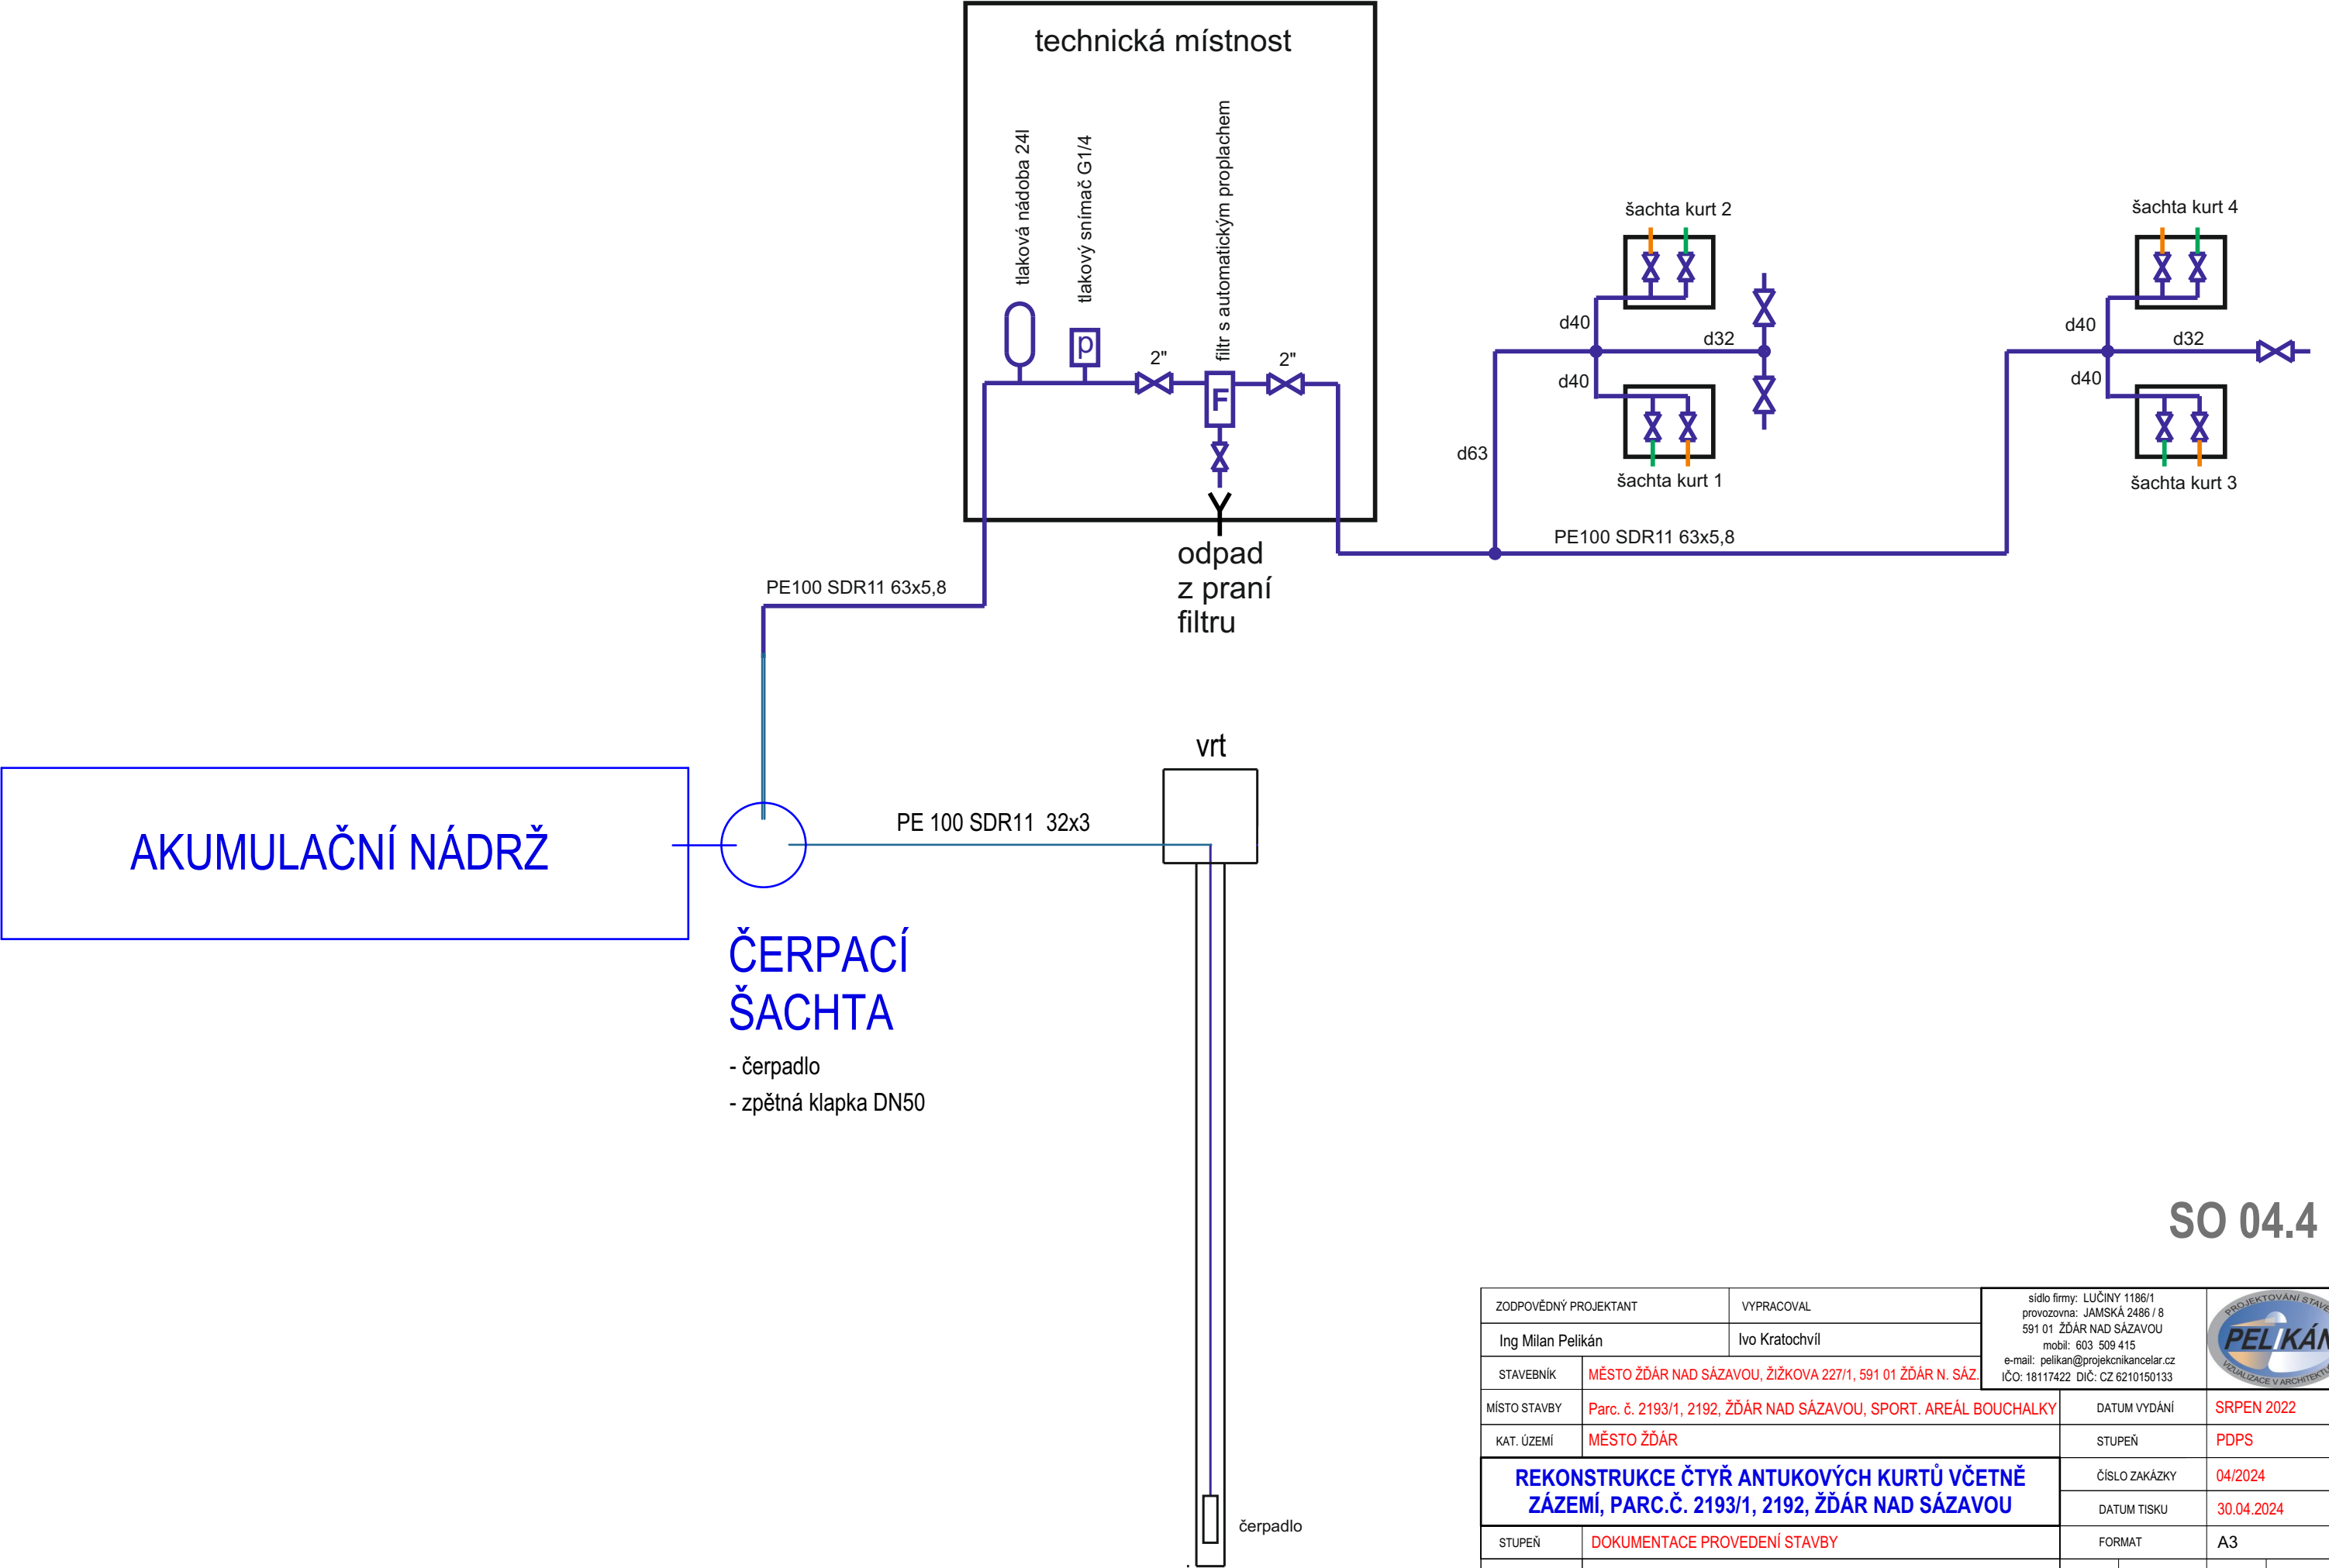 technická místnost
tlaková nádoba 24l
tlakový snímač G1/4
filtr s automatickým proplachem
p
2"
F
2"
odpad
z praní
filtru
šachta kurt 2
d40
d32
d40
šachta kurt 1
d63
PE100 SDR11 63x5,8
šachta kurt 4
d40
d32
d40
šachta kurt 3
PE100 SDR11 63x5,8
vrt
PE 100 SDR11 32x3
AKUMULAČNÍ NÁDRŽ
ČERPACÍ
ŠACHTA
- čerpadlo
- zpětná klapka DN50
čerpadlo
SO 04.4
ZODPOVĚDNÝ PROJEKTANT
VYPRACOVAL
Ing Milan Pelikán
Ivo Kratochvíl
sídlo firmy: LUČINY 1186/1
provozovna: JAMSKÁ 2486 / 8
591 01 ŽĎÁR NAD SÁZAVOU
mobil: 603 509 415
e-mail: pelikan@projekcnikancelar.cz
IČO: 18117422 DIČ: CZ 6210150133
PROJEKTOVÁNÍ
PELIKÁN
VIZUALIZACE V
STAVEBNÍK
MĚSTO ŽĎÁR NAD SÁZAVOU, ŽIŽKOVA 227/1, 591 01 ŽĎÁR N. SÁZ.
MÍSTO STAVBY
Parc. č. 2193/1, 2192, ŽĎÁR NAD SÁZAVOU, SPORT. AREÁL BOUCHALKY
DATUM VYDÁNÍ
SRPEN 2022
KAT. ÚZEMÍ
MĚSTO ŽĎÁR
STUPEŇ
PDPS
REKONSTRUKCE ČTYŘ ANTUKOVÝCH KURTŮ VČETNĚ
ZÁZEMÍ, PARC.Č. 2193/1, 2192, ŽĎÁR NAD SÁZAVOU
ČÍSLO ZAKÁZKY
04/2024
DATUM TISKU
30.04.2024
STUPEŇ
DOKUMENTACE PROVEDENÍ STAVBY
FORMAT
A3